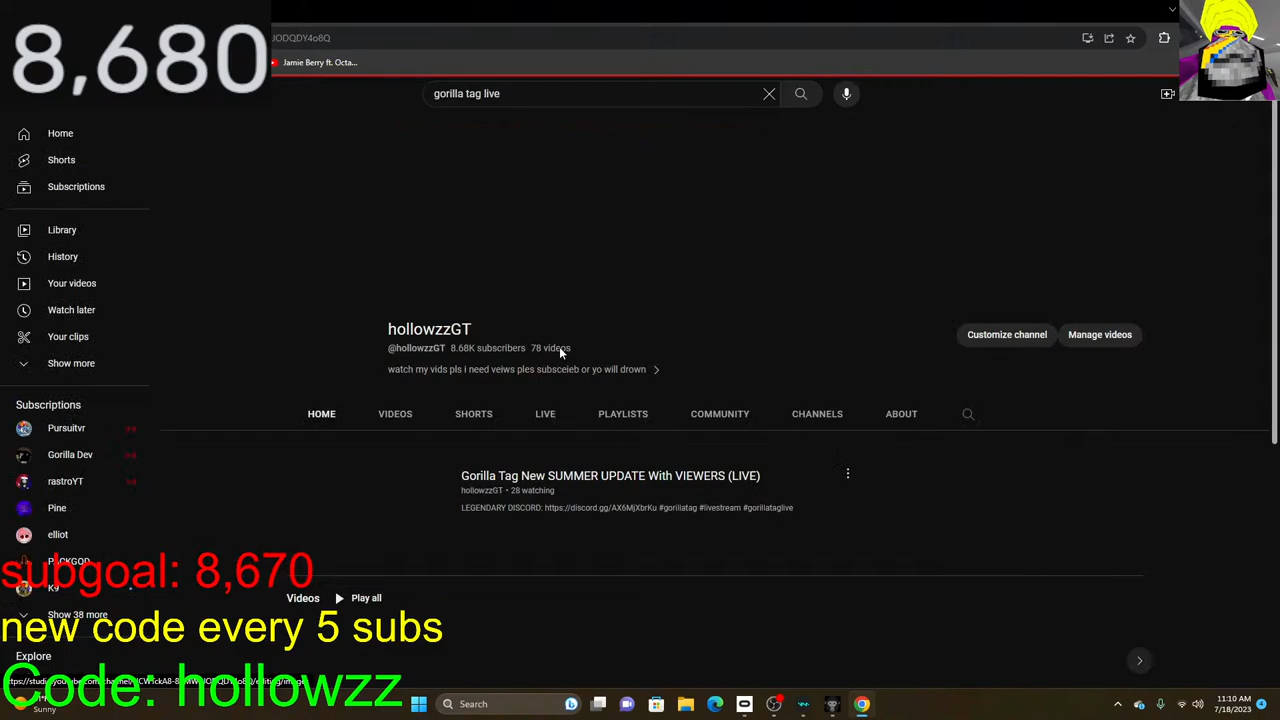 8,680
JODQDY4o8Q
Jamie Berry ft. Octa...
gorilla tag live
Home
Shorts
Subscriptions
Library
History
Your videos
Watch later
Your clips
Show more
Subscriptions
Pursuitvr
Gorilla Dev
rastroYT
Pine
elliot
PACKGOD
K9
Show 38 more
Explore
hollowzzGT
@hollowzzGT 8.68K subscribers 78 videos
watch my vids pls i need veiws ples subsceieb or yo will drown
Customize channel
Manage videos
HOME VIDEOS SHORTS LIVE PLAYLISTS COMMUNITY CHANNELS ABOUT
Gorilla Tag New SUMMER UPDATE With VIEWERS (LIVE)
hollowzzGT • 28 watching
LEGENDARY DISCORD: https://discord.gg/AX6MjXbrKu #gorillatag #livestream #gorillataglive
Videos Play all
subgoal: 8,670
new code every 5 subs
Code: hollowzz
Sunny
Search
11:10 AM
7/18/2023